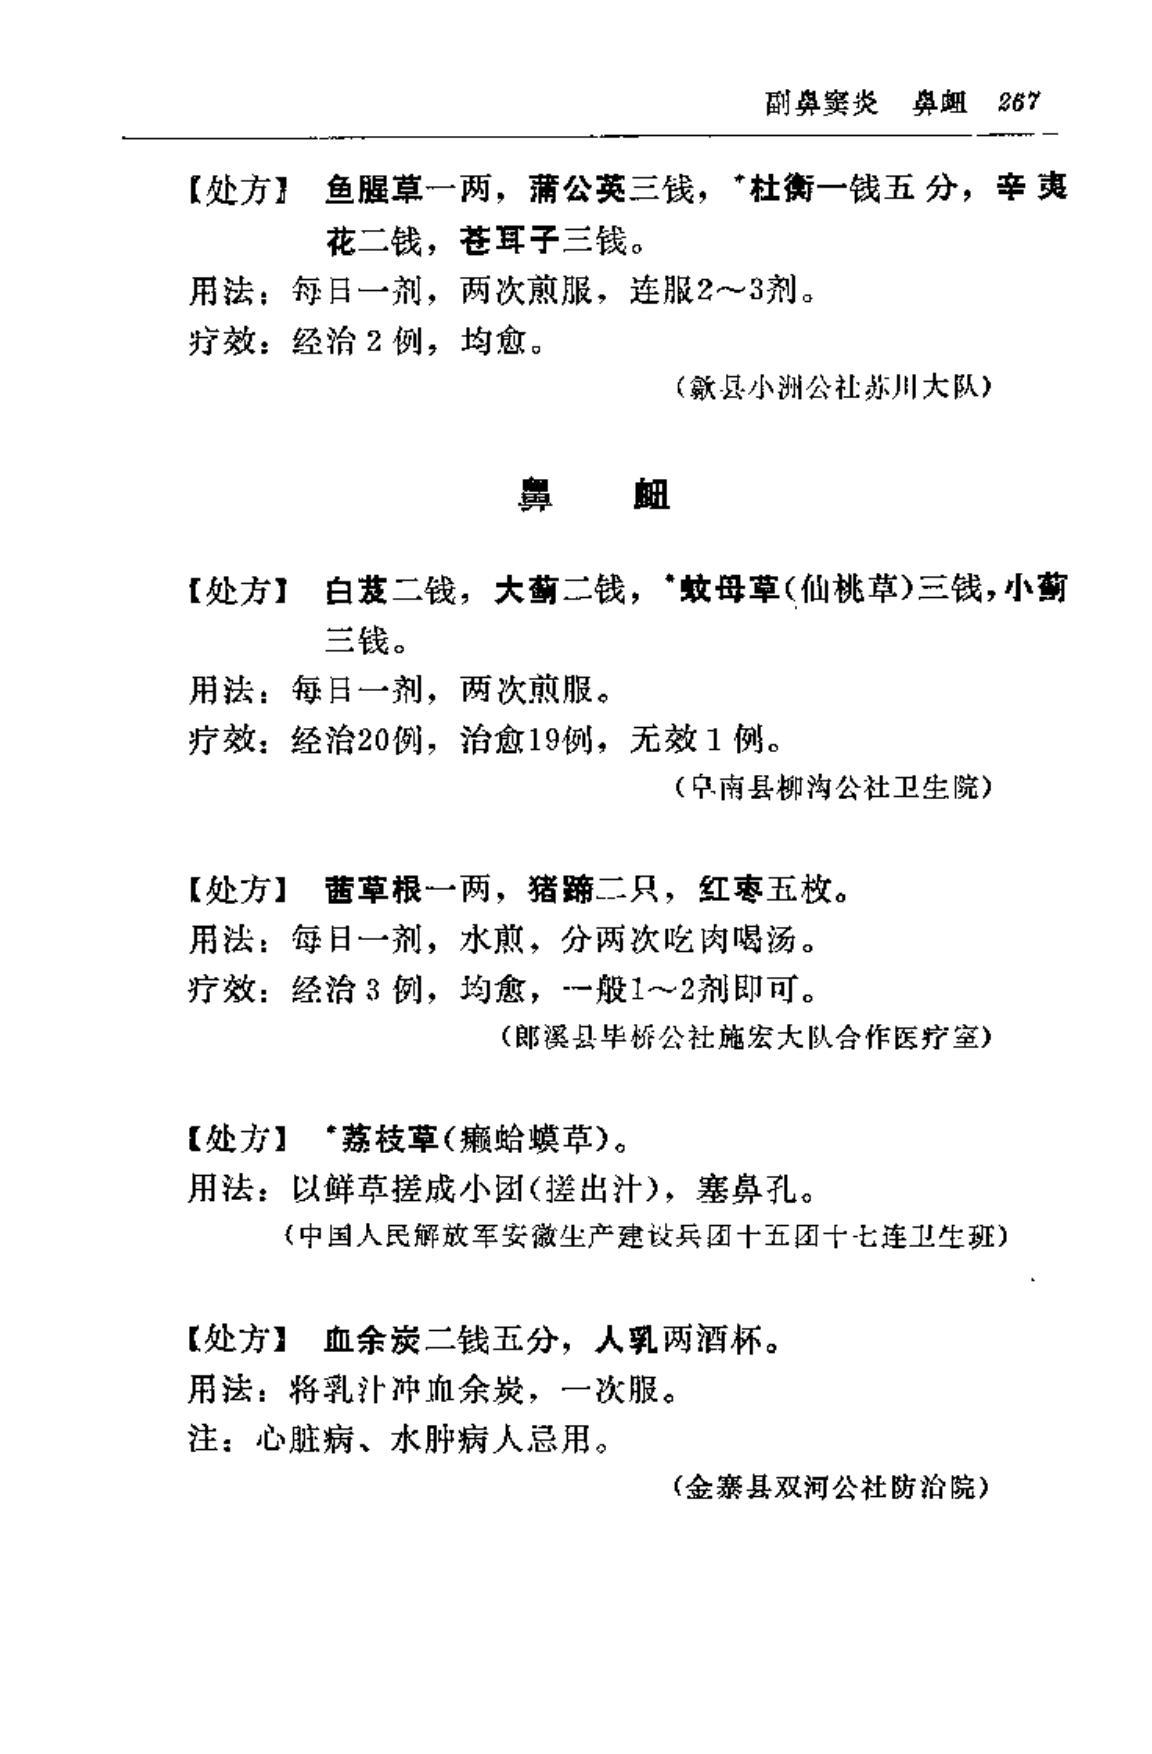 副鼻窦炎 鼻衄 267
【处方】 鱼腥草一两，蒲公英三钱，*杜衡一钱五分，辛夷
花二钱，苍耳子三钱。
用法：每日一剂，两次煎服，连服2～3剂。
疗效：经治2例，均愈。
（歙县小洲公社苏川大队）
鼻 衄
【处方】 白芨二钱，大蓟二钱，*蚊母草(仙桃草)三钱，小蓟
三钱。
用法：每日一剂，两次煎服。
疗效：经治20例，治愈19例，无效1例。
（阜南县柳沟公社卫生院）
【处方】 茜草根一两，猪蹄二只，红枣五枚。
用法：每日一剂，水煎，分两次吃肉喝汤。
疗效：经治3例，均愈，一般1～2剂即可。
（郎溪县毕桥公社施宏大队合作医疗室）
【处方】 *荔枝草(癞蛤蟆草)。
用法：以鲜草搓成小团(搓出汁)，塞鼻孔。
（中国人民解放军安徽生产建设兵团十五团十七连卫生班）
【处方】 血余炭二钱五分，人乳两酒杯。
用法：将乳汁冲血余炭，一次服。
注：心脏病、水肿病人忌用。
（金寨县双河公社防治院）